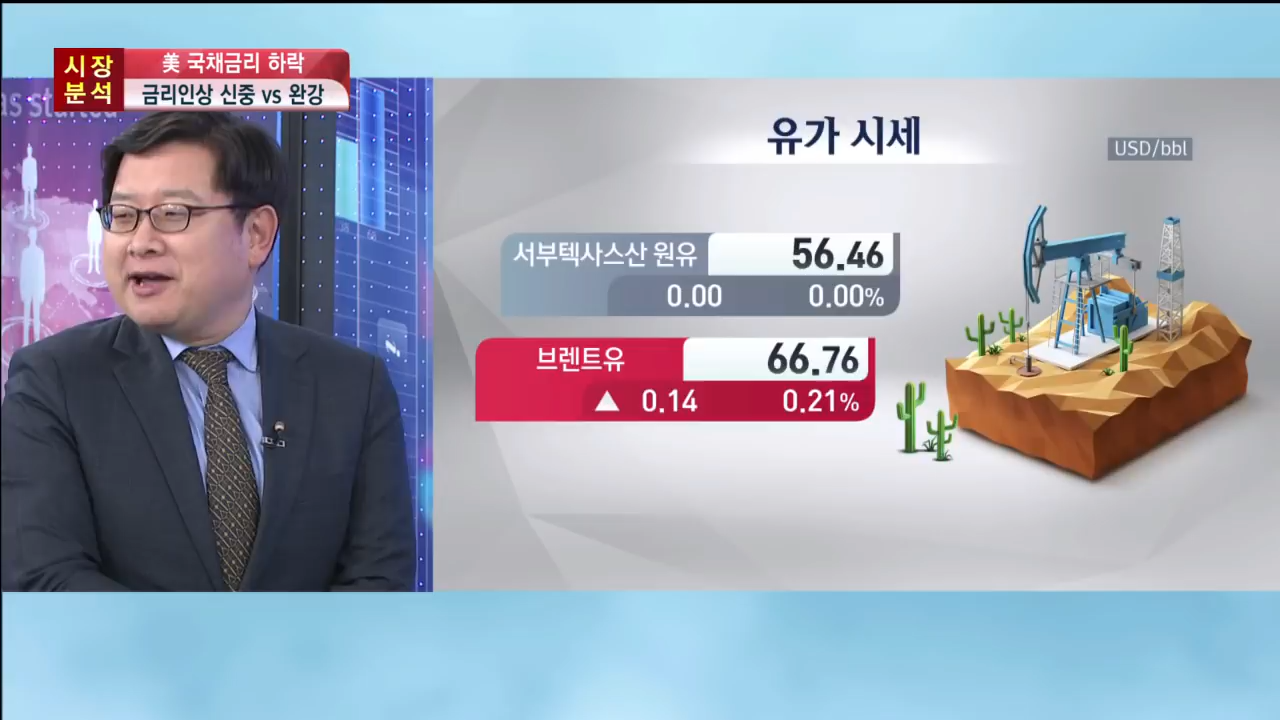 시장
분석
美 국채금리 하락
금리인상 신중 vs 완강
as started
유가 시세
USD/bbl
서부텍사스산 원유 56.46
0.00 0.00%
브렌트유 66.76
▲ 0.14 0.21%